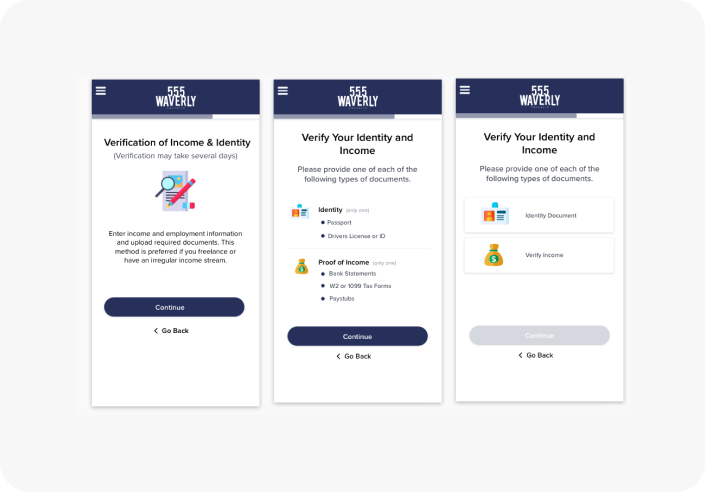 555
WAVERLY
Verification of Income & Identity
(Verification may take several days)
Enter income and employment information
and upload required documents. This
method is preferred if you freelance or
have an irregular income stream.
Continue
Go Back
555
WAVERLY
Verify Your Identity and
Income
Please provide one of each of the
following types of documents.
Identity (only one)
Passport
Drivers License or ID
Proof of Income (only one)
Bank Statements
W2 or 1099 Tas Forms
Paystubs
Continue
Go Back
555
WAVERLY
Verify Your Identity and
Income
Please provide one of each of the
following types of documents.
Identity Document
Verify Income
Continue
Go Back